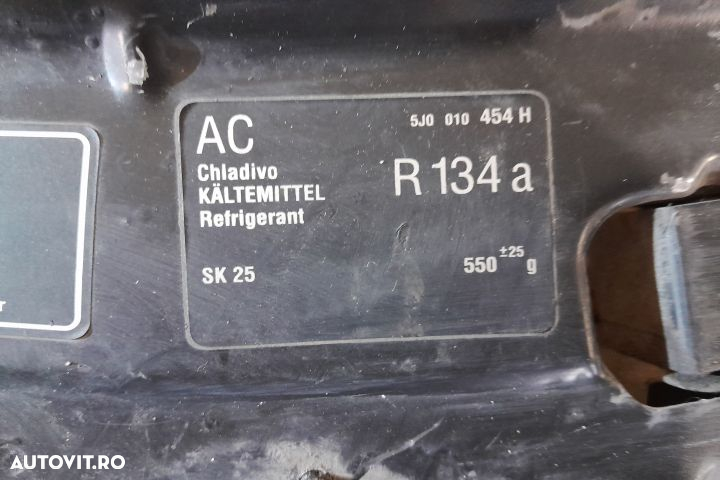 AC
5J0 010 454 H
Chladivo
KÄLTEMITTEL
Refrigerant
R 134 a
SK 25
550 ±25 g
r
AUTOVIT.RO